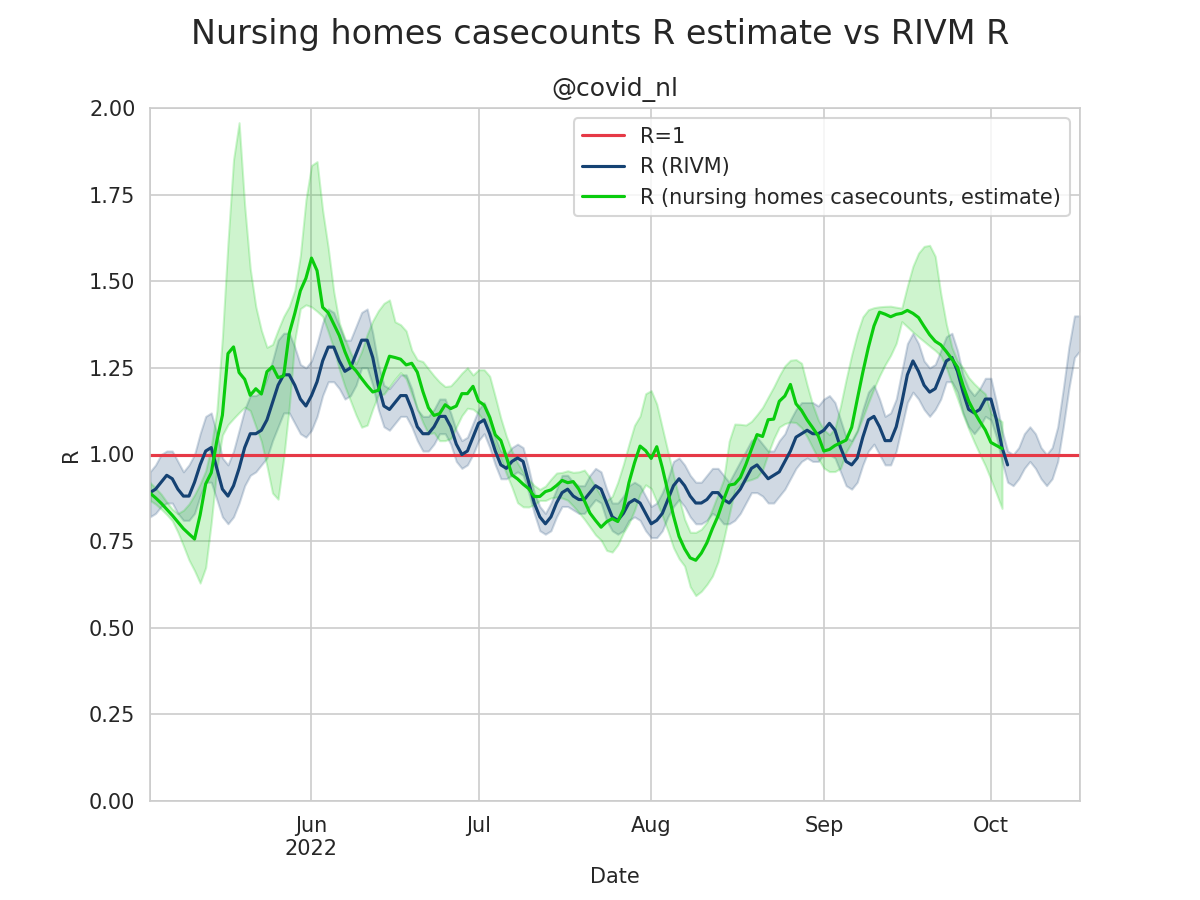 Nursing homes casecounts R estimate vs RIVM R
@covid_nl
R=1
R (RIVM)
R (nursing homes casecounts, estimate)
2.00
1.75
1.50
1.25
1.00
0.75
0.50
0.25
0.00
R
Jun Jul Aug Sep Oct
2022
Date